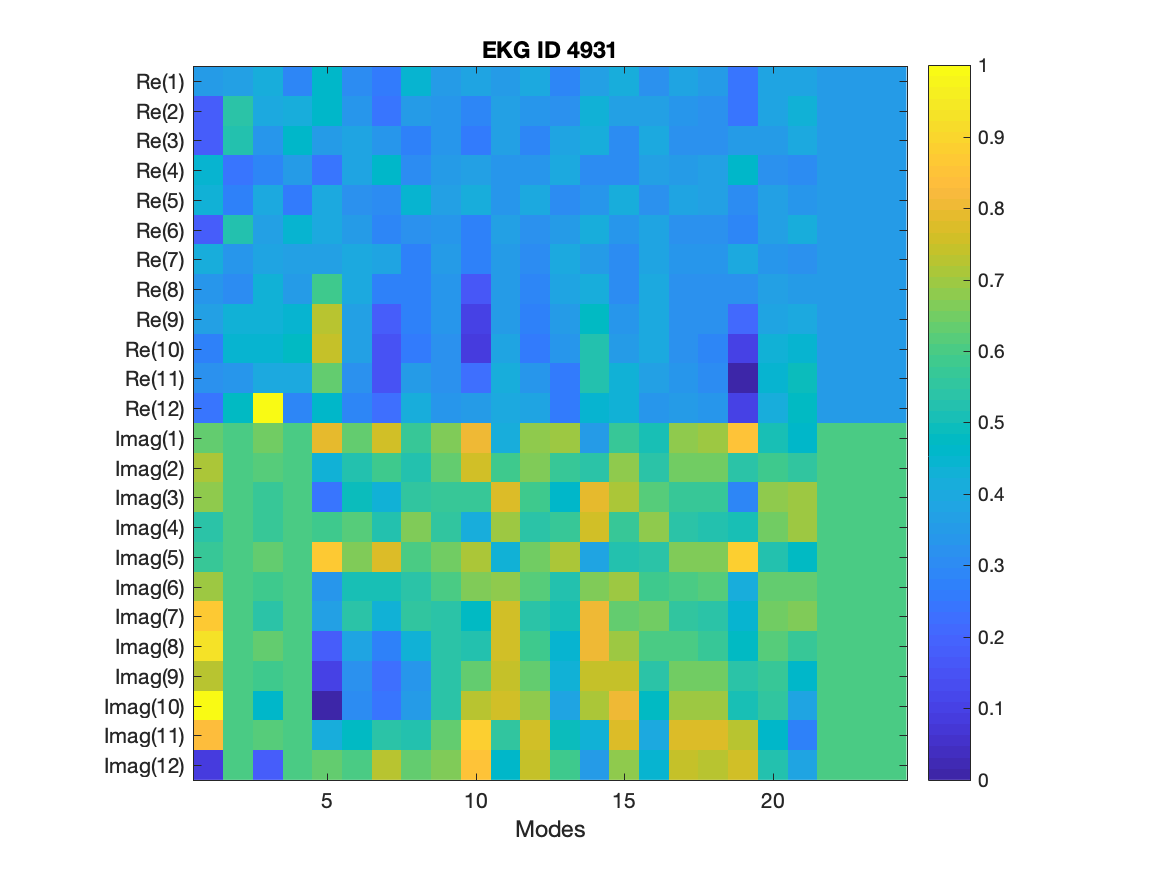 EKG ID 4931
Re(1)
Re(2)
Re(3)
Re(4)
Re(5)
Re(6)
Re(7)
Re(8)
Re(9)
Re(10)
Re(11)
Re(12)
Imag(1)
Imag(2)
Imag(3)
Imag(4)
Imag(5)
Imag(6)
Imag(7)
Imag(8)
Imag(9)
Imag(10)
Imag(11)
Imag(12)
5 10 15 20
Modes
1
0.9
0.8
0.7
0.6
0.5
0.4
0.3
0.2
0.1
0